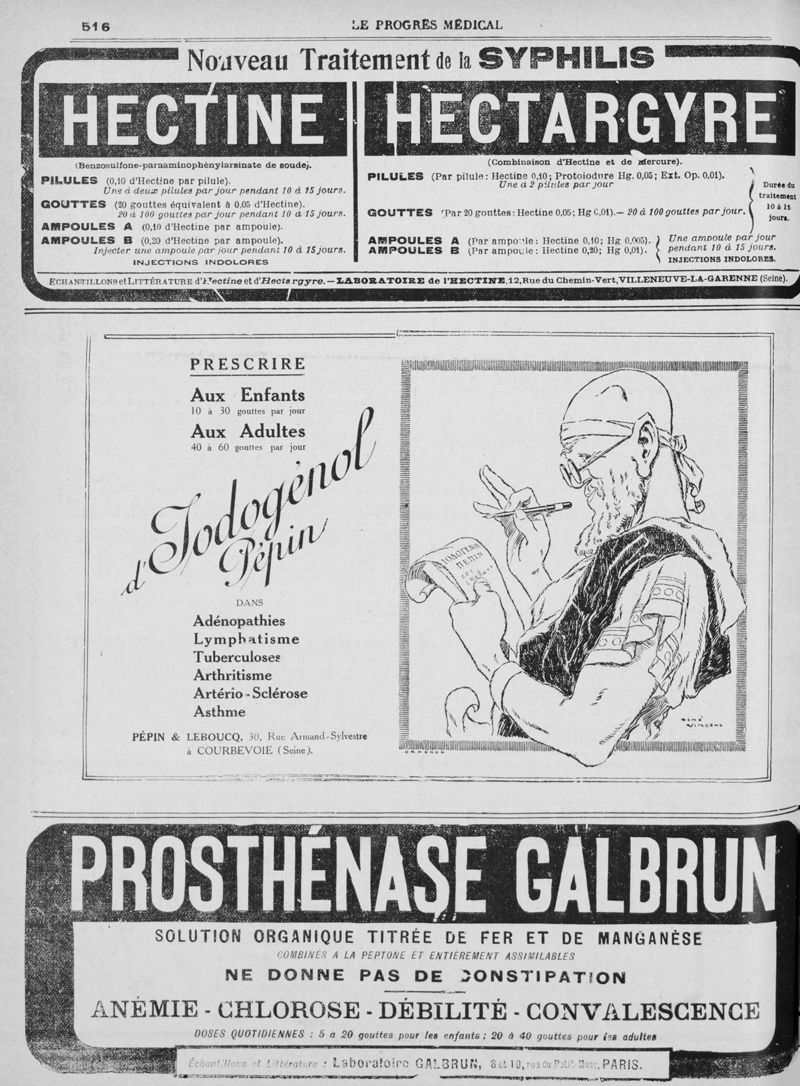 516
LE PROGRÈS MÉDICAL
Nouveau Traitement de la SYPHILIS
HECTINE
(Benzosulfone-paraaminophénylarsinate de soude).
PILULES (0,10 d'Hectine par pilule).
Une à deux pilules par jour pendant 10 à 15 jours.
GOUTTES (20 gouttes équivalent à 0,05 d'Hectine).
20 à 100 gouttes par jour pendant 10 à 15 jours.
AMPOULES A (0,10 d'Hectine par ampoule).
AMPOULES B (0,20 d'Hectine par ampoule).
Injecter une ampoule par jour pendant 10 à 15 jours.
INJECTIONS INDOLORES
HECTARGYRE
(Combinaison d'Hectine et de Mercure).
PILULES (Par pilule: Hectine 0,10; Protoiodure Hg. 0,05; Ext. Op. 0,01).
Une à 2 pilules par jour
GOUTTES (Par 20 gouttes: Hectine 0,05; Hg 0,01).— 20 à 100 gouttes par jour.
Durée du
traitement
10 à 15
jours.
AMPOULES A (Par ampoule: Hectine 0,10; Hg 0,005).
AMPOULES B (Par ampoule: Hectine 0,20; Hg 0,01).
Une ampoule par jour
pendant 10 à 15 jours.
INJECTIONS INDOLORES.
ECHANTILLONS et LITTÉRATURE d'Hectine et d'Hectargyre.—LABORATOIRE de l'HECTINE, 12, Rue du Chemin-Vert, VILLENEUVE-LA-GARENNE (Seine).
PRESCRIRE
Aux Enfants
10 à 30 gouttes par jour
Aux Adultes
40 à 60 gouttes par jour
d'Iodogénol
Pépin
DANS
Adénopathies
Lymphatisme
Tuberculoses
Arthritisme
Artério-Sclérose
Asthme
PÉPIN & LEBOUCQ, 30, Rue Armand-Sylvestre
à COURBEVOIE (Seine).
IODOGENOL
PEPIN
RENÉ
VINCENT
DRAEGER
PROSTHÉNASE GALBRUN
SOLUTION ORGANIQUE TITRÉE DE FER ET DE MANGANÈSE
COMBINÉS A LA PEPTONE ET ENTIÈREMENT ASSIMILABLES
NE DONNE PAS DE CONSTIPATION
ANÉMIE - CHLOROSE - DÉBILITÉ - CONVALESCENCE
DOSES QUOTIDIENNES : 5 à 20 gouttes pour les enfants ; 20 à 40 gouttes pour les adultes
Échantillons et Littérature : Laboratoire GALBRUN, 8 et 10, rue du Petit-Musc, PARIS.